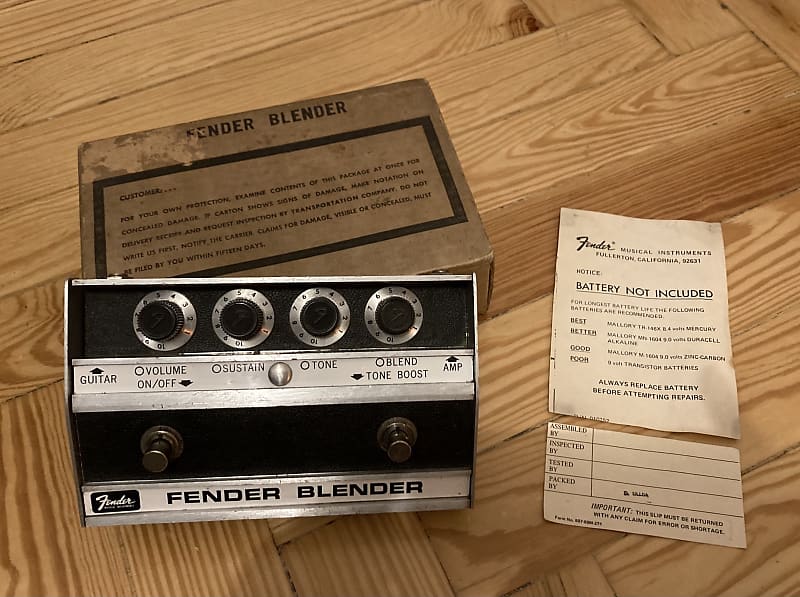 FENDER BLENDER
CUSTOMER....
FOR YOUR OWN PROTECTION, EXAMINE CONTENTS OF THIS PACKAGE AT ONCE FOR
CONCEALED DAMAGE. IF CARTON SHOWS SIGNS OF DAMAGE, MAKE NOTATION ON
DELIVERY RECEIPT AND REQUEST INSPECTION BY TRANSPORTATION COMPANY. DO NOT
WRITE US FIRST, NOTIFY THE CARRIER. CLAIMS FOR DAMAGE, VISIBLE OR CONCEALED, MUST
BE FILED BY YOU WITHIN FIFTEEN DAYS.
GUITAR
VOLUME
SUSTAIN
TONE
BLEND
AMP
ON/OFF
TONE BOOST
Fender
FENDER BLENDER
Fender MUSICAL INSTRUMENTS
FULLERTON, CALIFORNIA, 92631
NOTICE:
BATTERY NOT INCLUDED
FOR LONGEST BATTERY LIFE THE FOLLOWING
BATTERIES ARE RECOMMENDED.
BEST MALLORY TR-146X 8.4 volts MERCURY
BETTER MALLORY MN-1604 9.0 volts DURACELL
ALKALINE
GOOD MALLORY M-1604 9.0 volts ZINC-CARBON
POOR 9 volt TRANSISTOR BATTERIES
ALWAYS REPLACE BATTERY
BEFORE ATTEMPTING REPAIRS.
ASSEMBLED
BY
INSPECTED
BY
TESTED
BY
PACKED
BY
IMPORTANT: THIS SLIP MUST BE RETURNED
WITH ANY CLAIM FOR ERROR OR SHORTAGE.